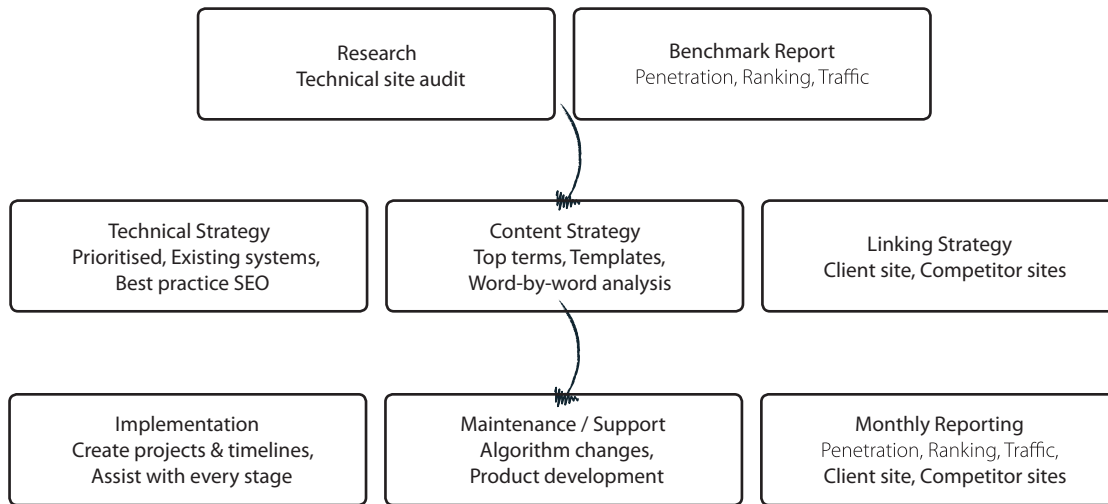 Research
Technical site audit
Benchmark Report
Penetration, Ranking, Traffic
Technical Strategy
Prioritised, Existing systems,
Best practice SEO
Content Strategy
Top terms, Templates,
Word-by-word analysis
Linking Strategy
Client site, Competitor sites
Implementation
Create projects & timelines,
Assist with every stage
Maintenance / Support
Algorithm changes,
Product development
Monthly Reporting
Penetration, Ranking, Traffic,
Client site, Competitor sites